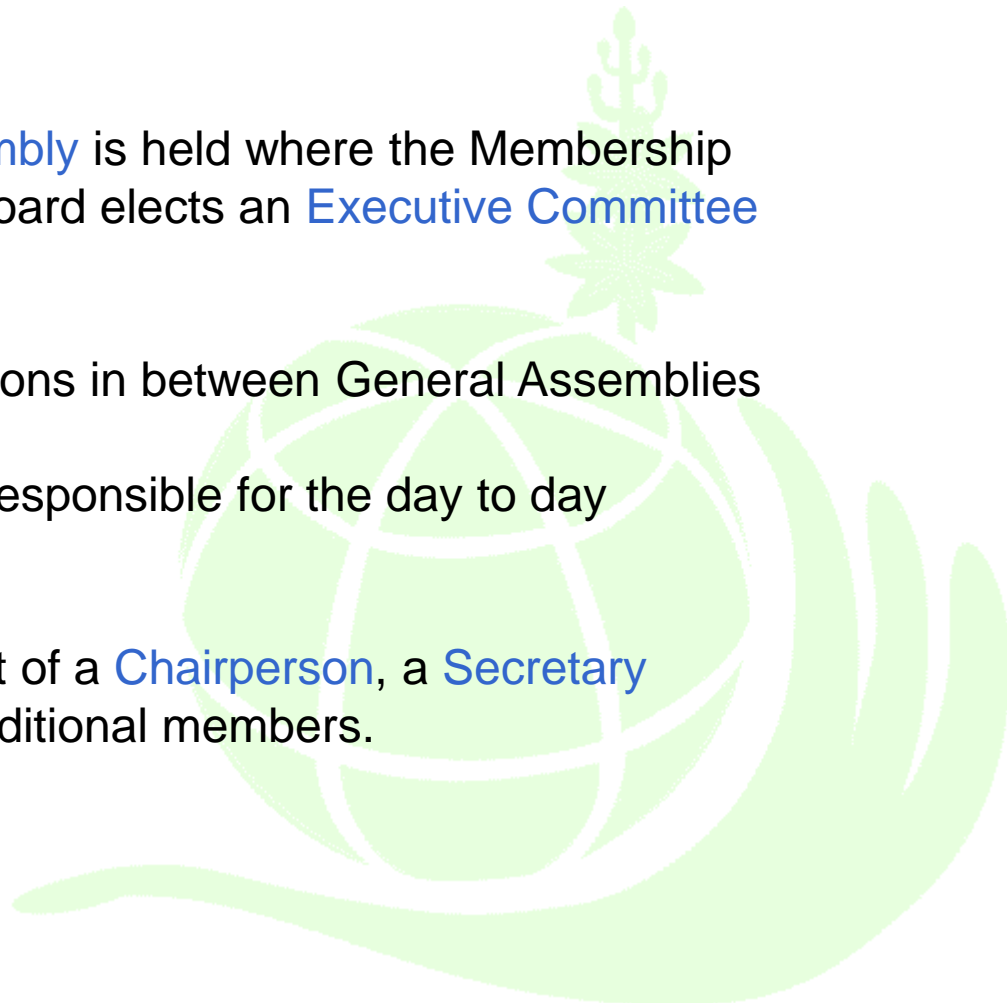 mbly is held where the Membership
oard elects an Executive Committee
ons in between General Assemblies
esponsible for the day to day
t of a Chairperson, a Secretary
ditional members.